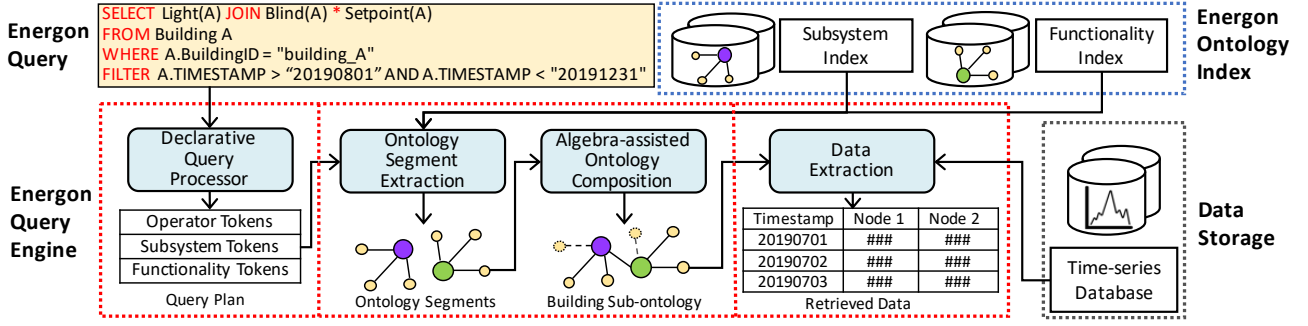 Energon
Query
SELECT Light(A) JOIN Blind(A) * Setpoint(A)
FROM Building A
WHERE A.BuildingID = "building_A"
FILTER A.TIMESTAMP > “20190801” AND A.TIMESTAMP < "20191231"
Subsystem
Index
Functionality
Index
Energon
Ontology
Index
Energon
Query
Engine
Declarative
Query
Processor
Operator Tokens
Subsystem Tokens
Functionality Tokens
Query Plan
Ontology
Segment
Extraction
Ontology Segments
Algebra-assisted
Ontology
Composition
Building Sub-ontology
Data
Extraction
Timestamp Node 1 Node 2
20190701 ### ###
20190702 ### ###
20190703 ### ###
Retrieved Data
Time-series
Database
Data
Storage